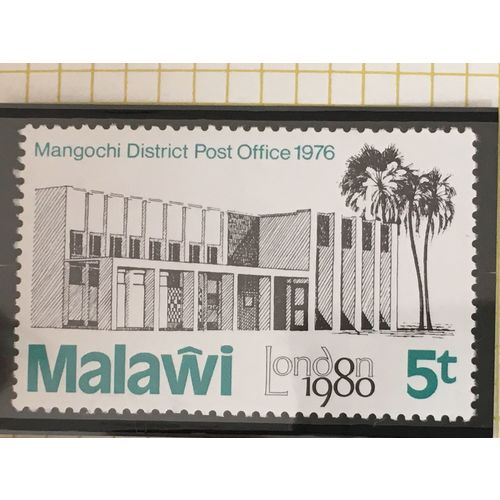 Mangochi District Post Office 1976
Malaŵi
London
1980
5t